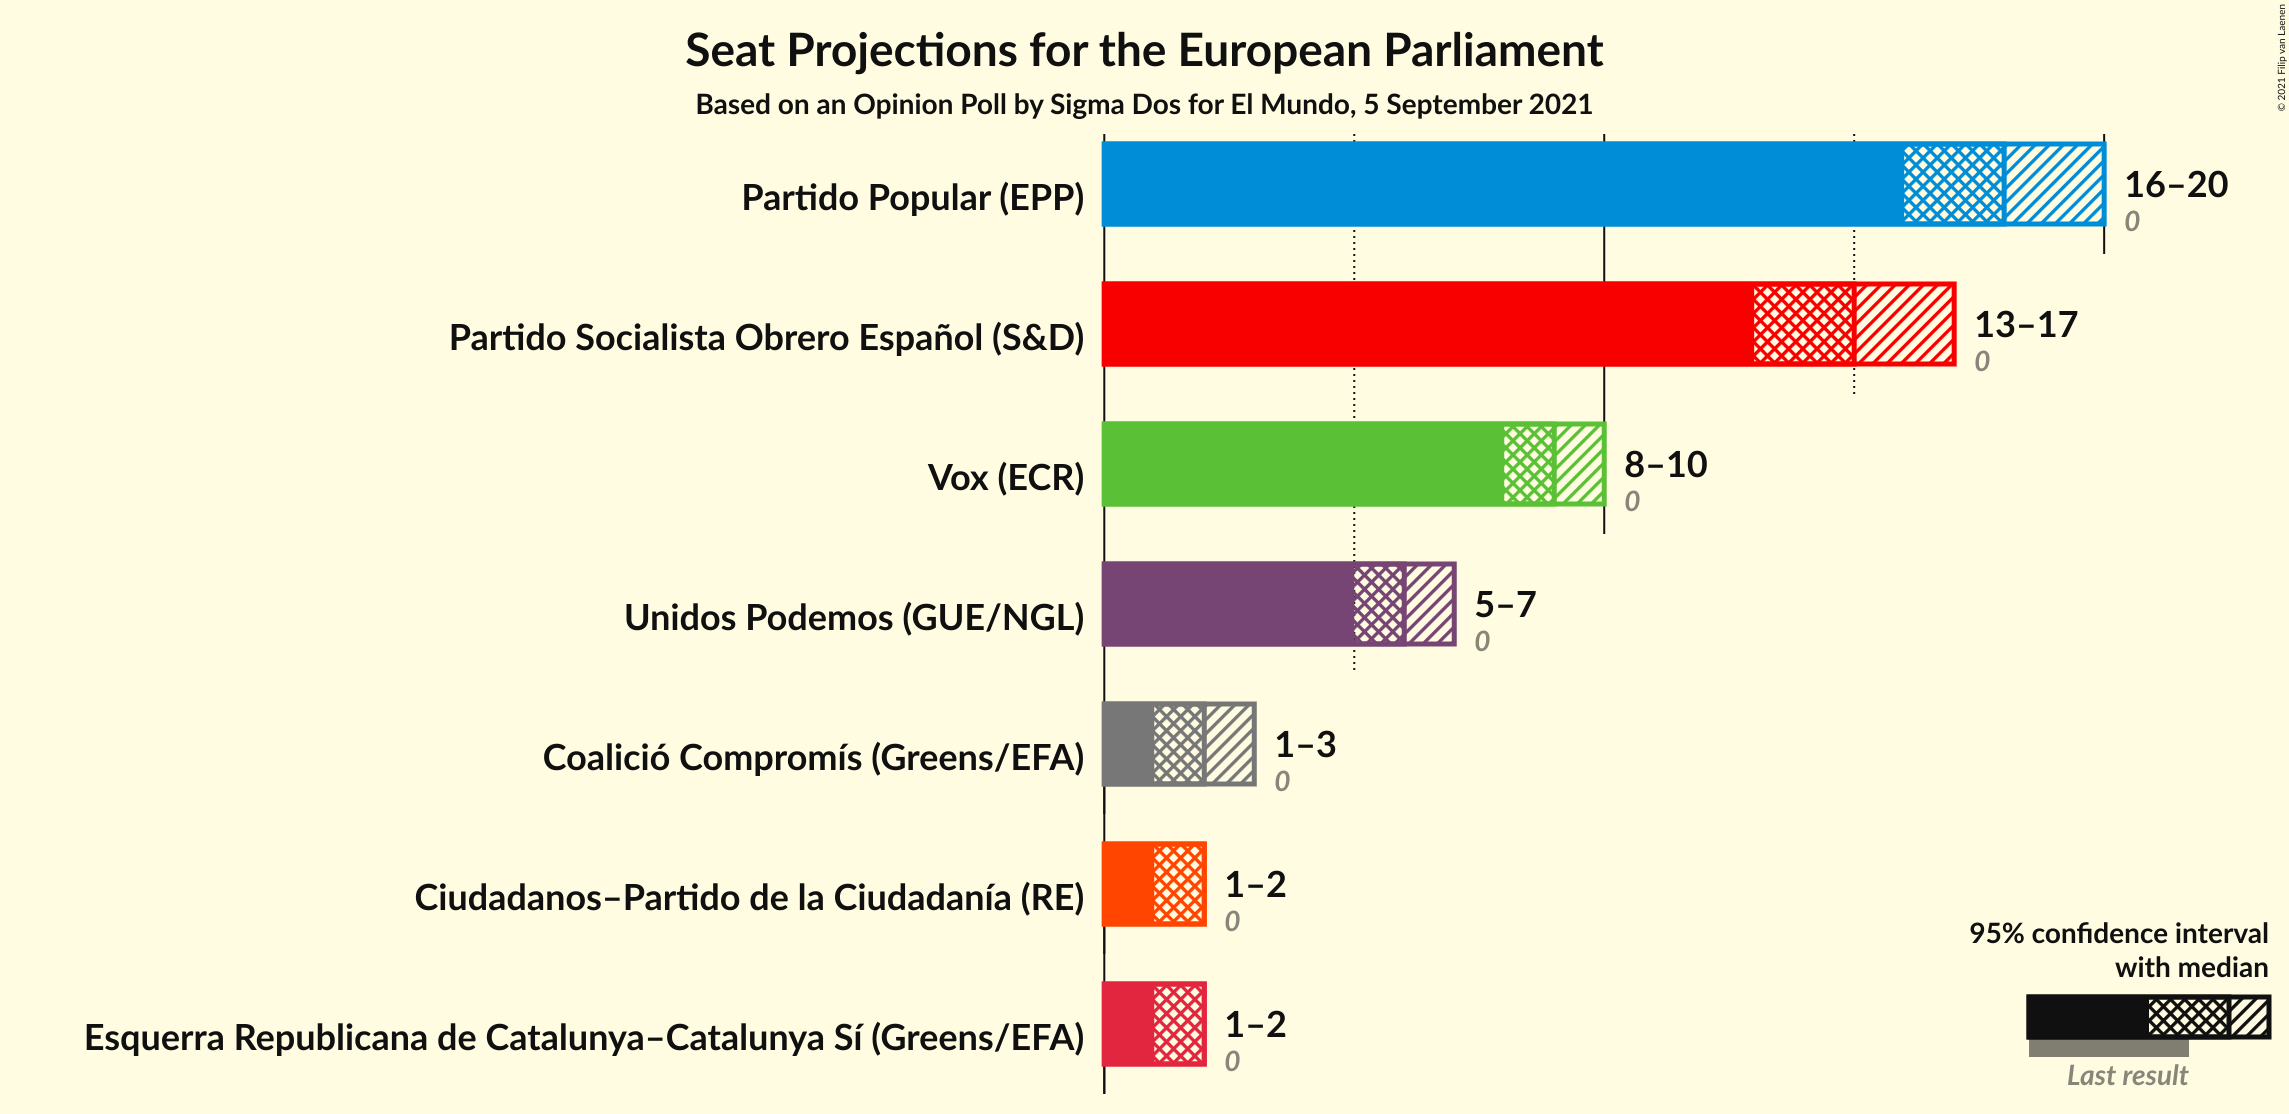 Seat Projections for the European Parliament
Based on an Opinion Poll by Sigma Dos for El Mundo, 5 September 2021
© 2021 Filip van Laenen
Partido Popular (EPP)
16–20
0
Partido Socialista Obrero Español (S&D)
13–17
0
Vox (ECR)
8–10
0
Unidos Podemos (GUE/NGL)
5–7
0
Coalició Compromís (Greens/EFA)
1–3
0
Ciudadanos–Partido de la Ciudadanía (RE)
1–2
0
Esquerra Republicana de Catalunya–Catalunya Sí (Greens/EFA)
1–2
0
95% confidence interval
with median
Last result